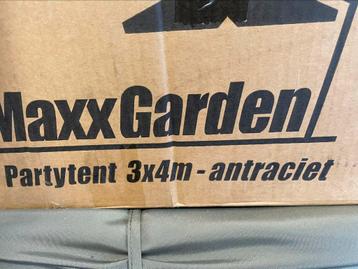 MaxxGarden
Partytent 3x4m - antraciet